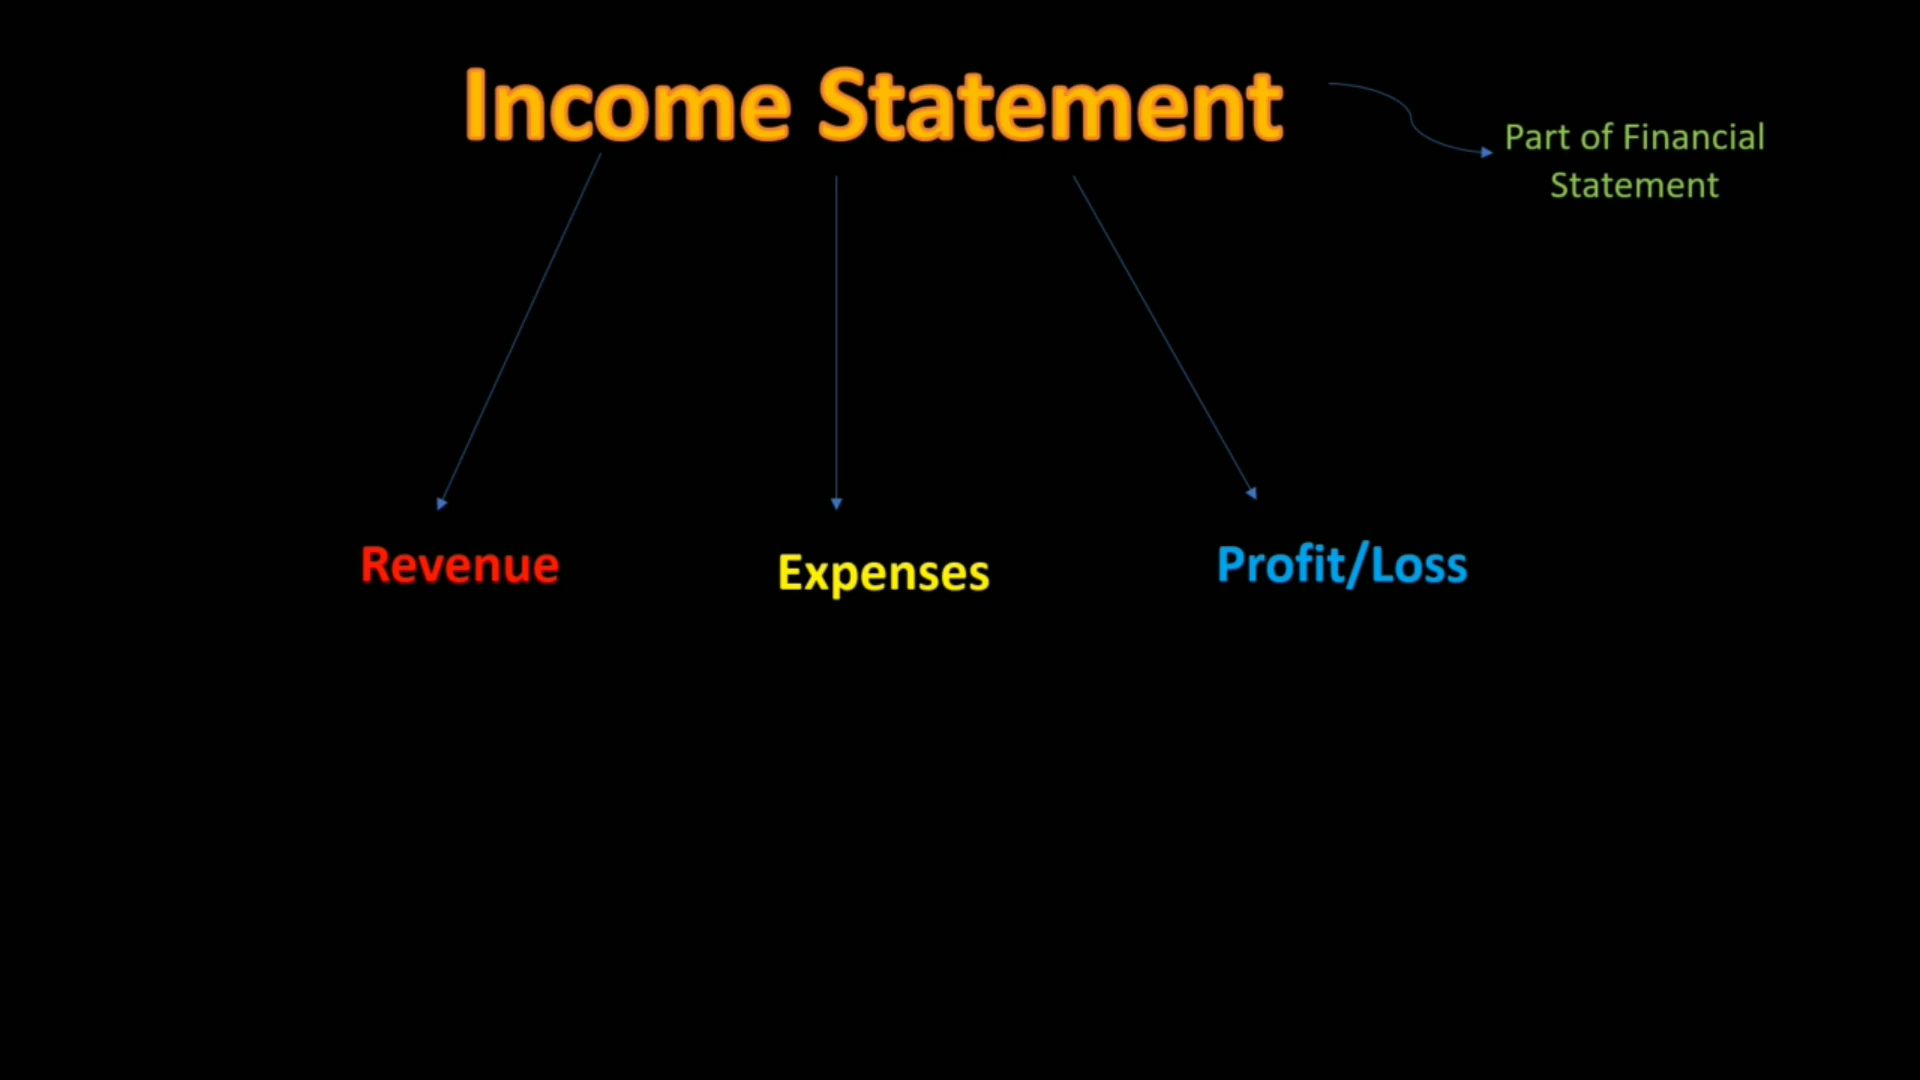 Income Statement
Part of Financial
Statement
Revenue
Expenses
Profit/Loss